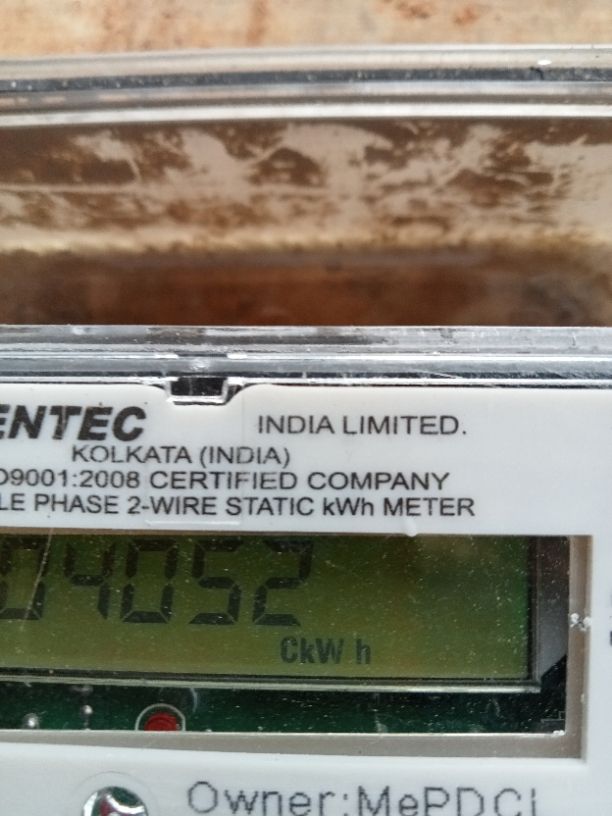 ENTEC
INDIA LIMITED.
KOLKATA (INDIA)
O9001:2008 CERTIFIED COMPANY
LE PHASE 2-WIRE STATIC kWh METER
04052
CkW h
Owner:MePDCl